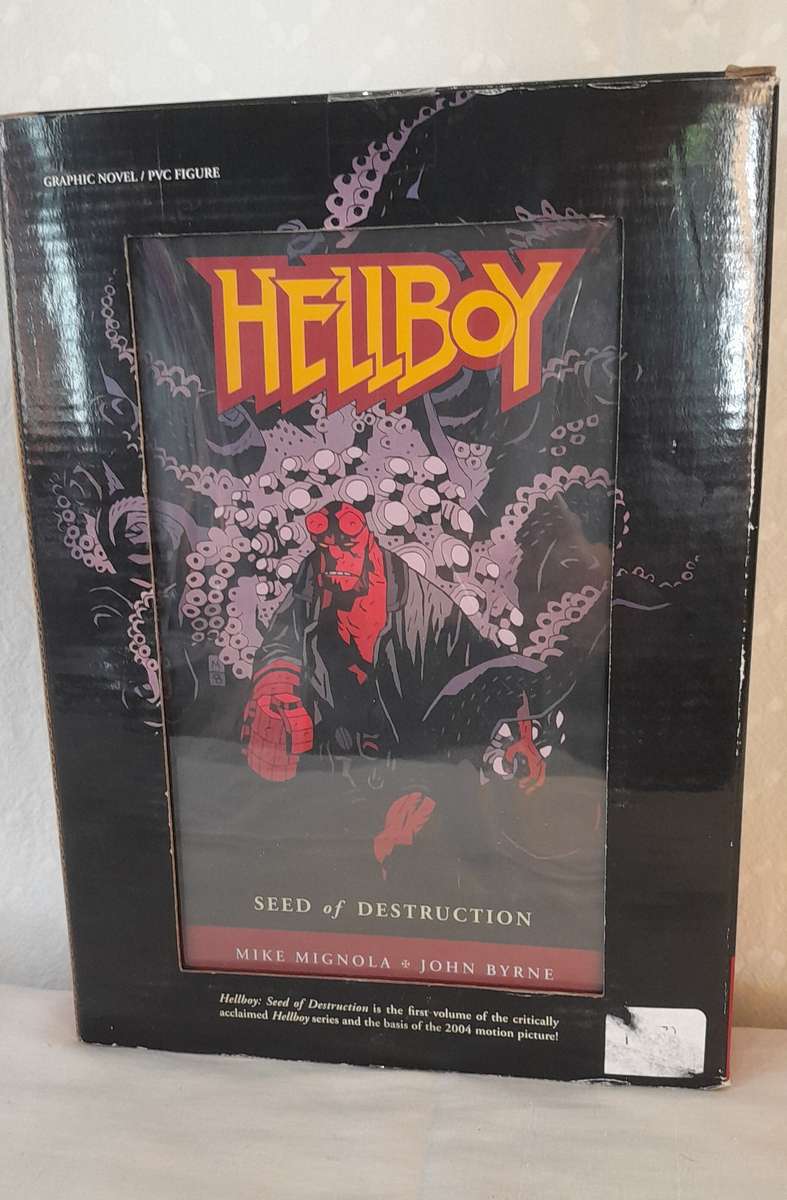 GRAPHIC NOVEL / PVC FIGURE
HELLBOY
SEED of DESTRUCTION
MIKE MIGNOLA ✠ JOHN BYRNE
Hellboy: Seed of Destruction is the first volume of the critically
acclaimed Hellboy series and the basis of the 2004 motion picture!